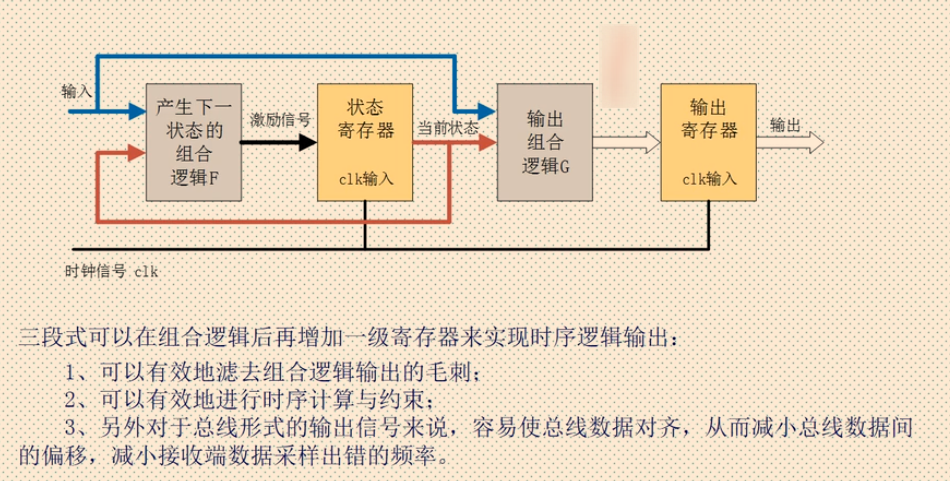 输入
产生下一
状态的
组合
逻辑F
激励信号
状态
寄存器
clk输入
当前状态
输出
组合
逻辑G
输出
寄存器
clk输入
输出
时钟信号 clk
三段式可以在组合逻辑后再增加一级寄存器来实现时序逻辑输出：
1、可以有效地滤去组合逻辑输出的毛刺；
2、可以有效地进行时序计算与约束；
3、另外对于总线形式的输出信号来说，容易使总线数据对齐，从而减小总线数据间
的偏移，减小接收端数据采样出错的频率。